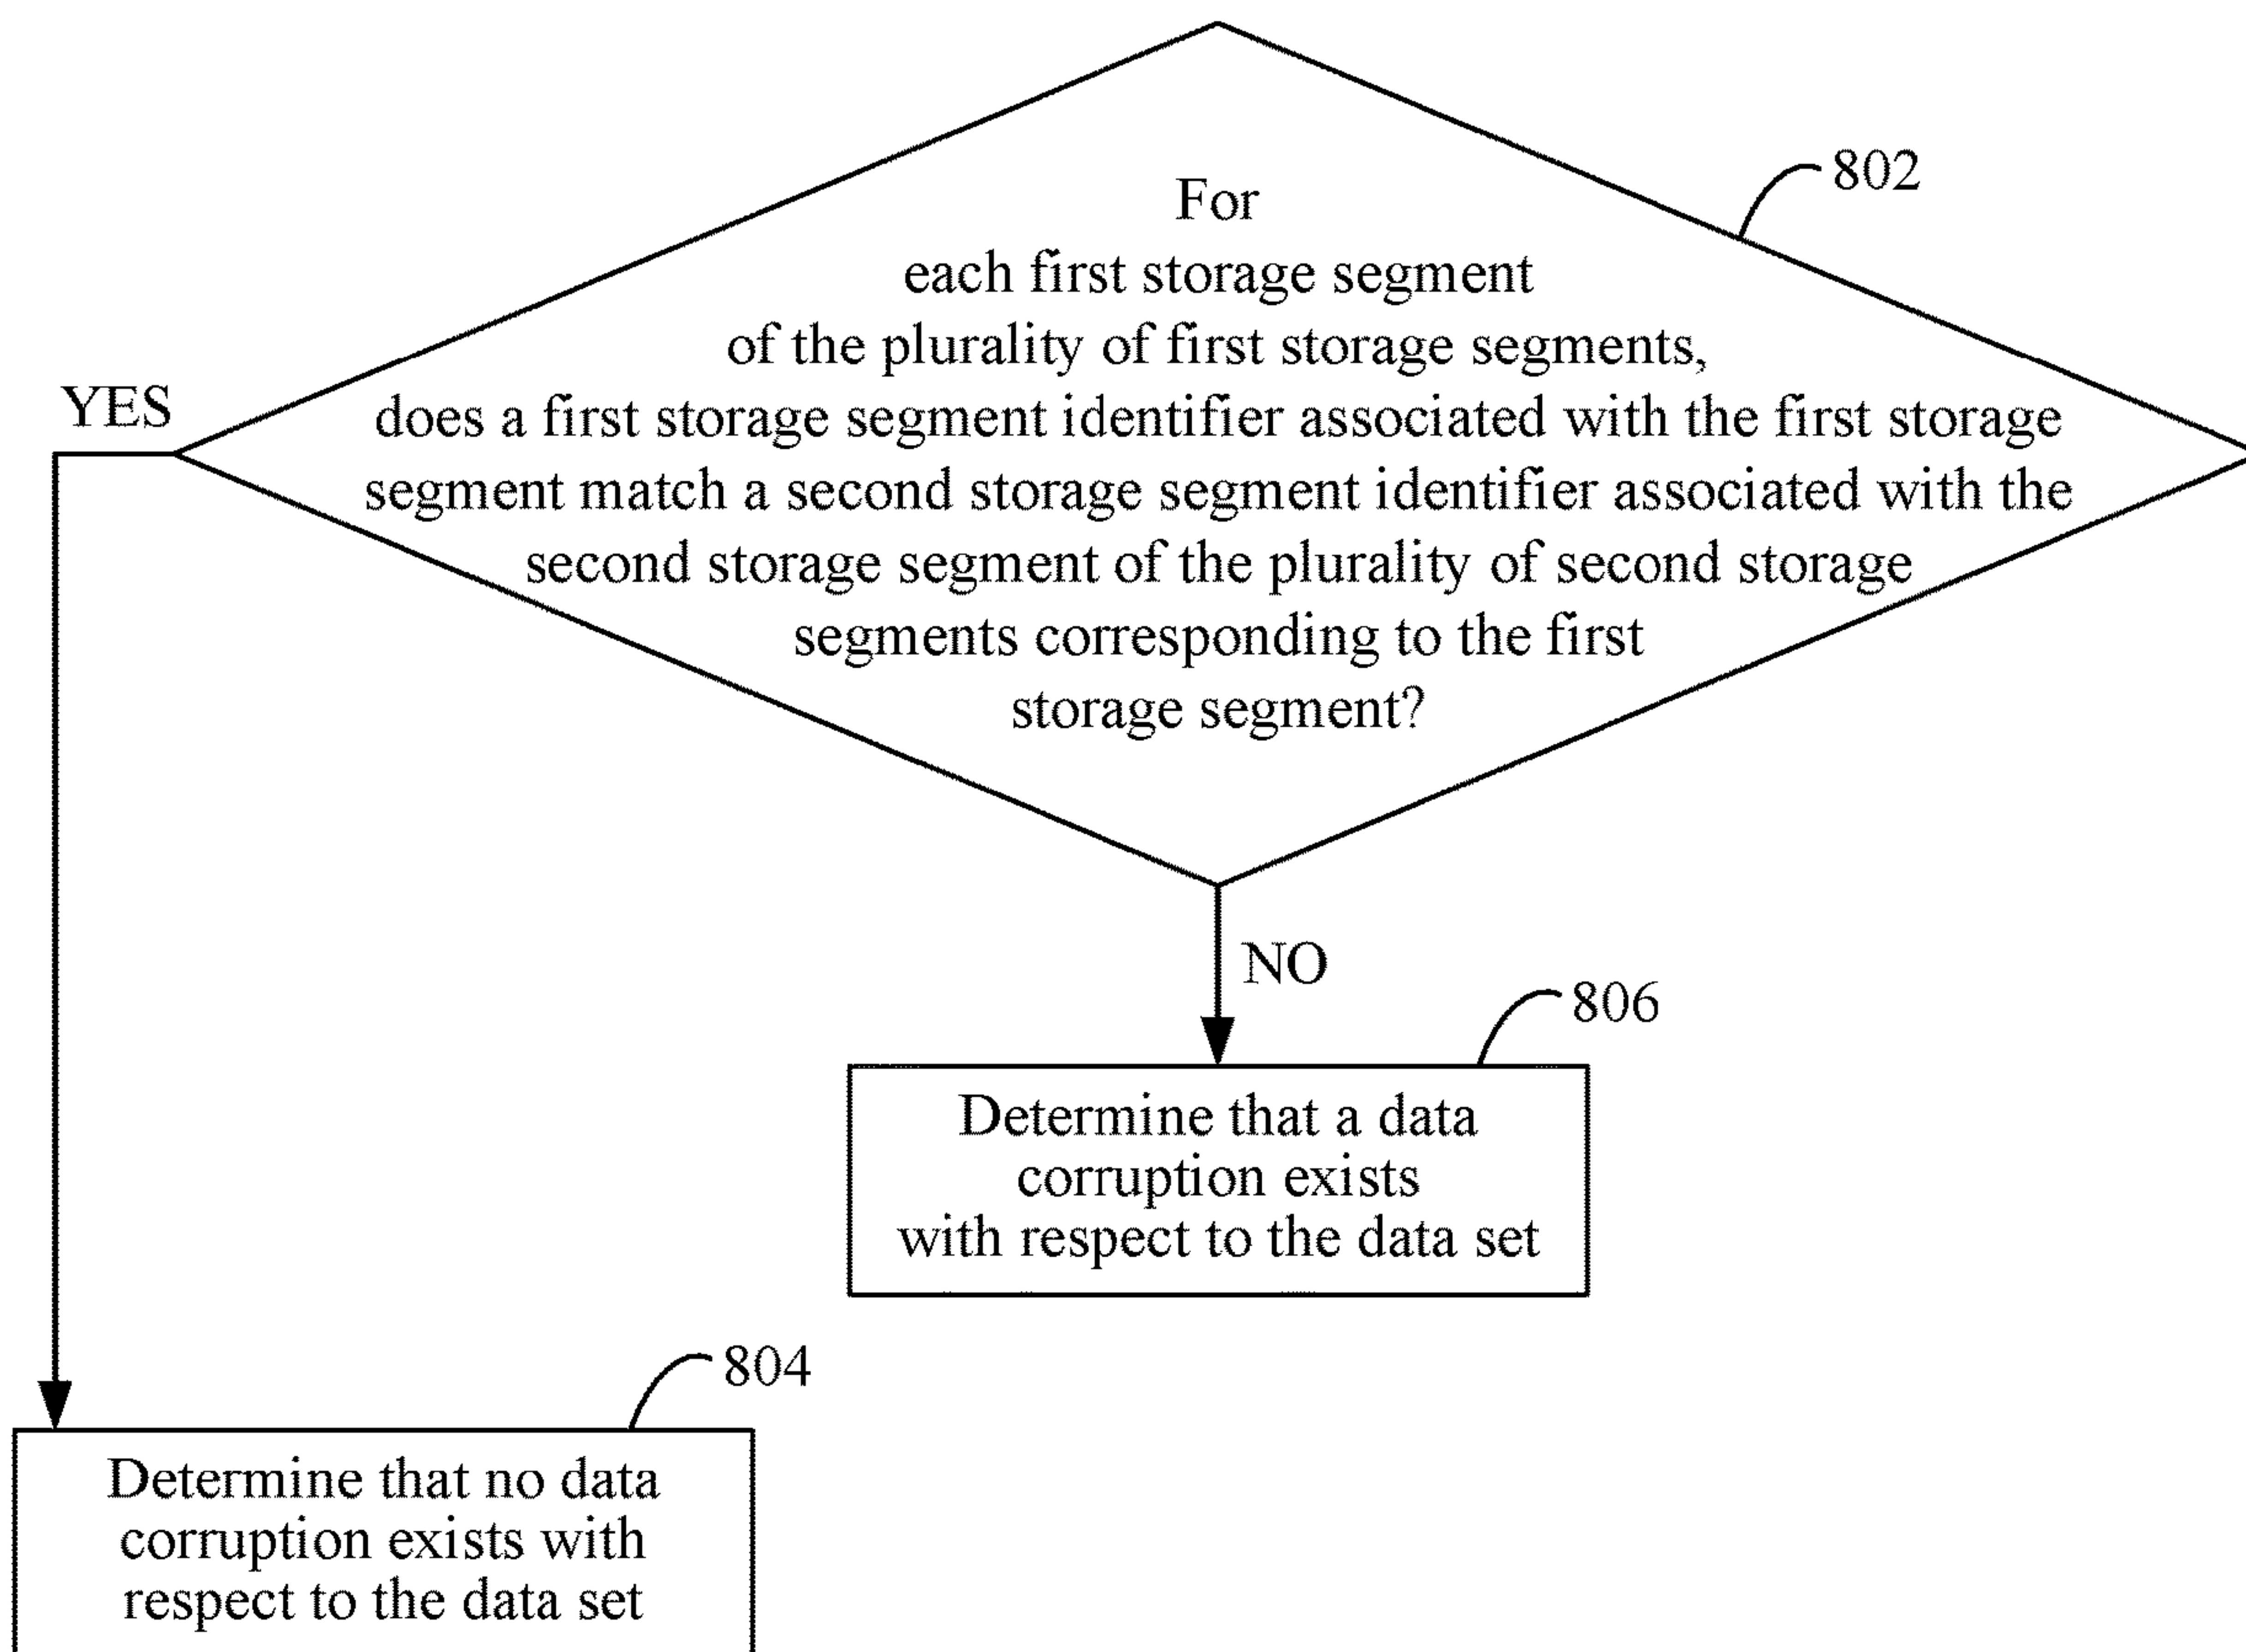 802
For
each first storage segment
of the plurality of first storage segments,
does a first storage segment identifier associated with the first storage
segment match a second storage segment identifier associated with the
second storage segment of the plurality of second storage
segments corresponding to the first
storage segment?
YES
NO
806
Determine that a data
corruption exists
with respect to the data set
804
Determine that no data
corruption exists with
respect to the data set